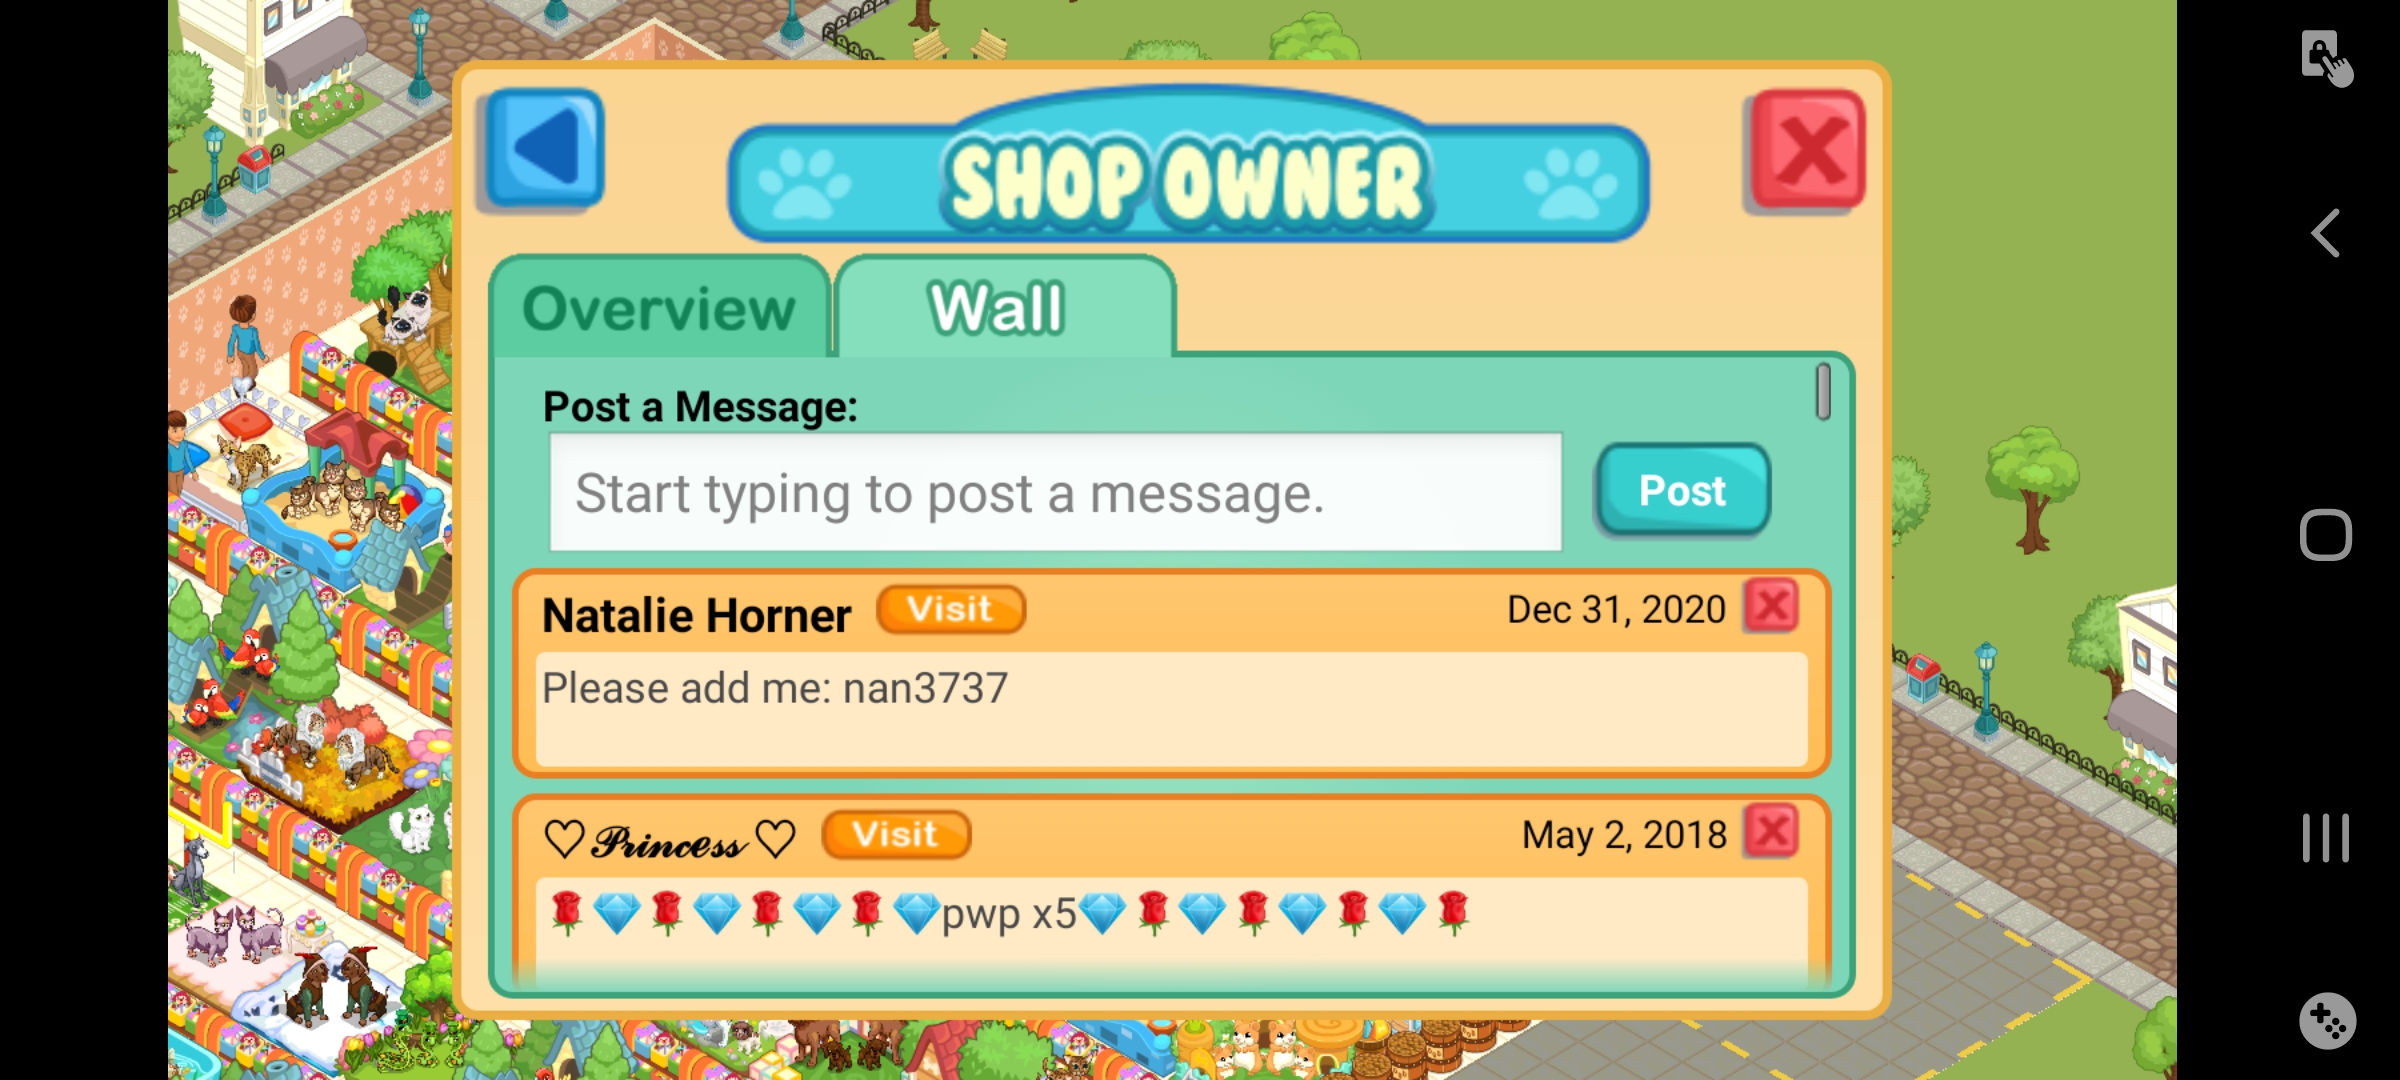 SHOP OWNER
Overview Wall
Post a Message:
Start typing to post a message.
Post
Natalie Horner Visit Dec 31, 2020
Please add me: nan3737
♡𝓟𝓻𝓲𝓷𝓬𝓮𝓼𝓼♡ Visit May 2, 2018
🌹💎🌹💎🌹💎🌹💎pwp x5💎🌹💎🌹💎🌹💎🌹